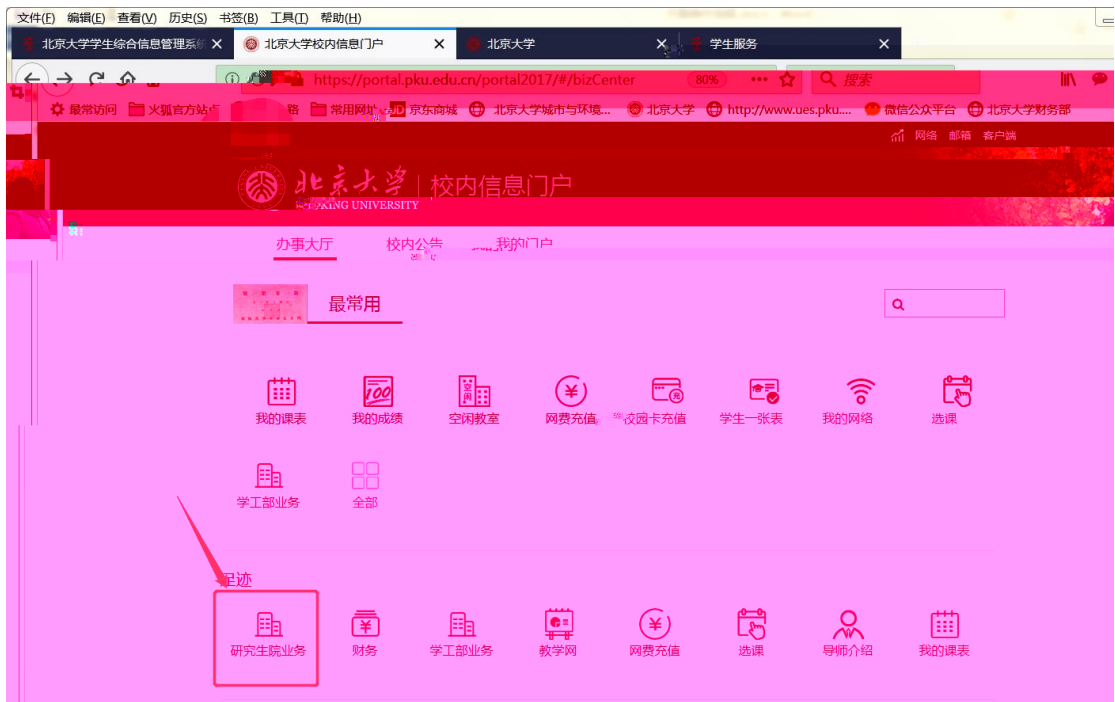 文件(F) 编辑(E) 查看(V) 历史(S) 书签(B) 工具(T) 帮助(H)
北京大学学生综合信息管理系统 北京大学校内信息门户 北京大学 学生服务
https://portal.pku.edu.cn/portal2017/#/bizCenter 80% 搜索
最常访问 火狐官方站点 常用网址 JD 京东商城 北京大学城市与环境... 北京大学 http://www.ues.pku.... 微信公众平台 北京大学财务部
网络 邮箱 客户端
北京大学 校内信息门户
PEKING UNIVERSITY
办事大厅 校内公告 我的门户
最常用
我的课表 我的成绩 空闲教室 网费充值 校园卡充值 学生一张表 我的网络 选课
学工部业务 全部
足迹
研究生院业务 财务 学工部业务 教学网 网费充值 选课 导师介绍 我的课表